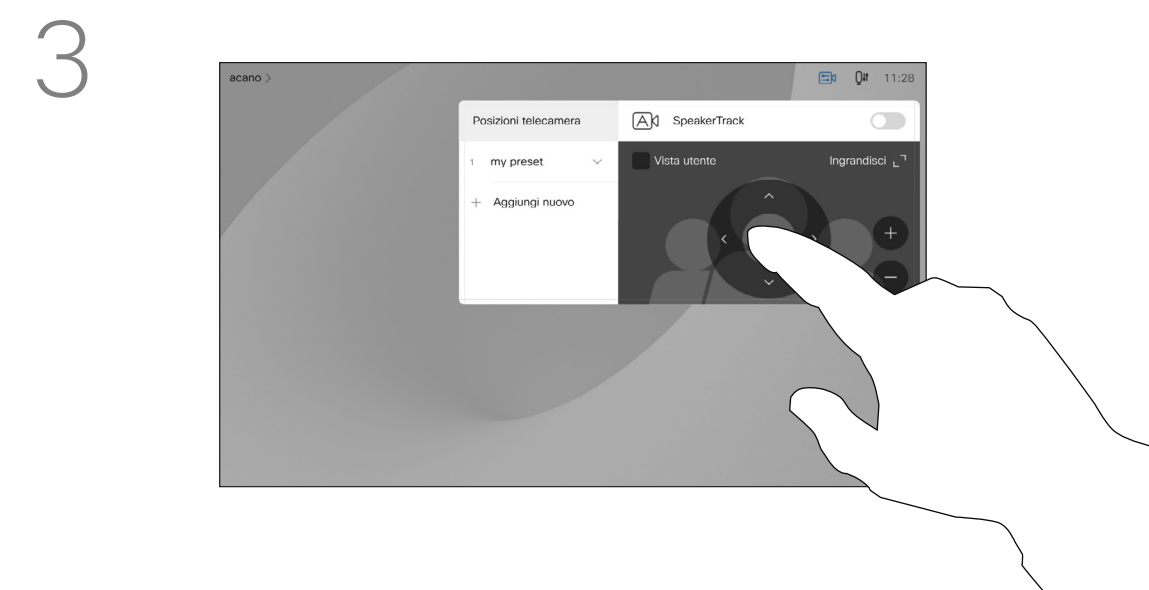 3
acano
11:28
Posizioni telecamera
SpeakerTrack
1 my preset
Vista utente
Ingrandisci
+ Aggiungi nuovo